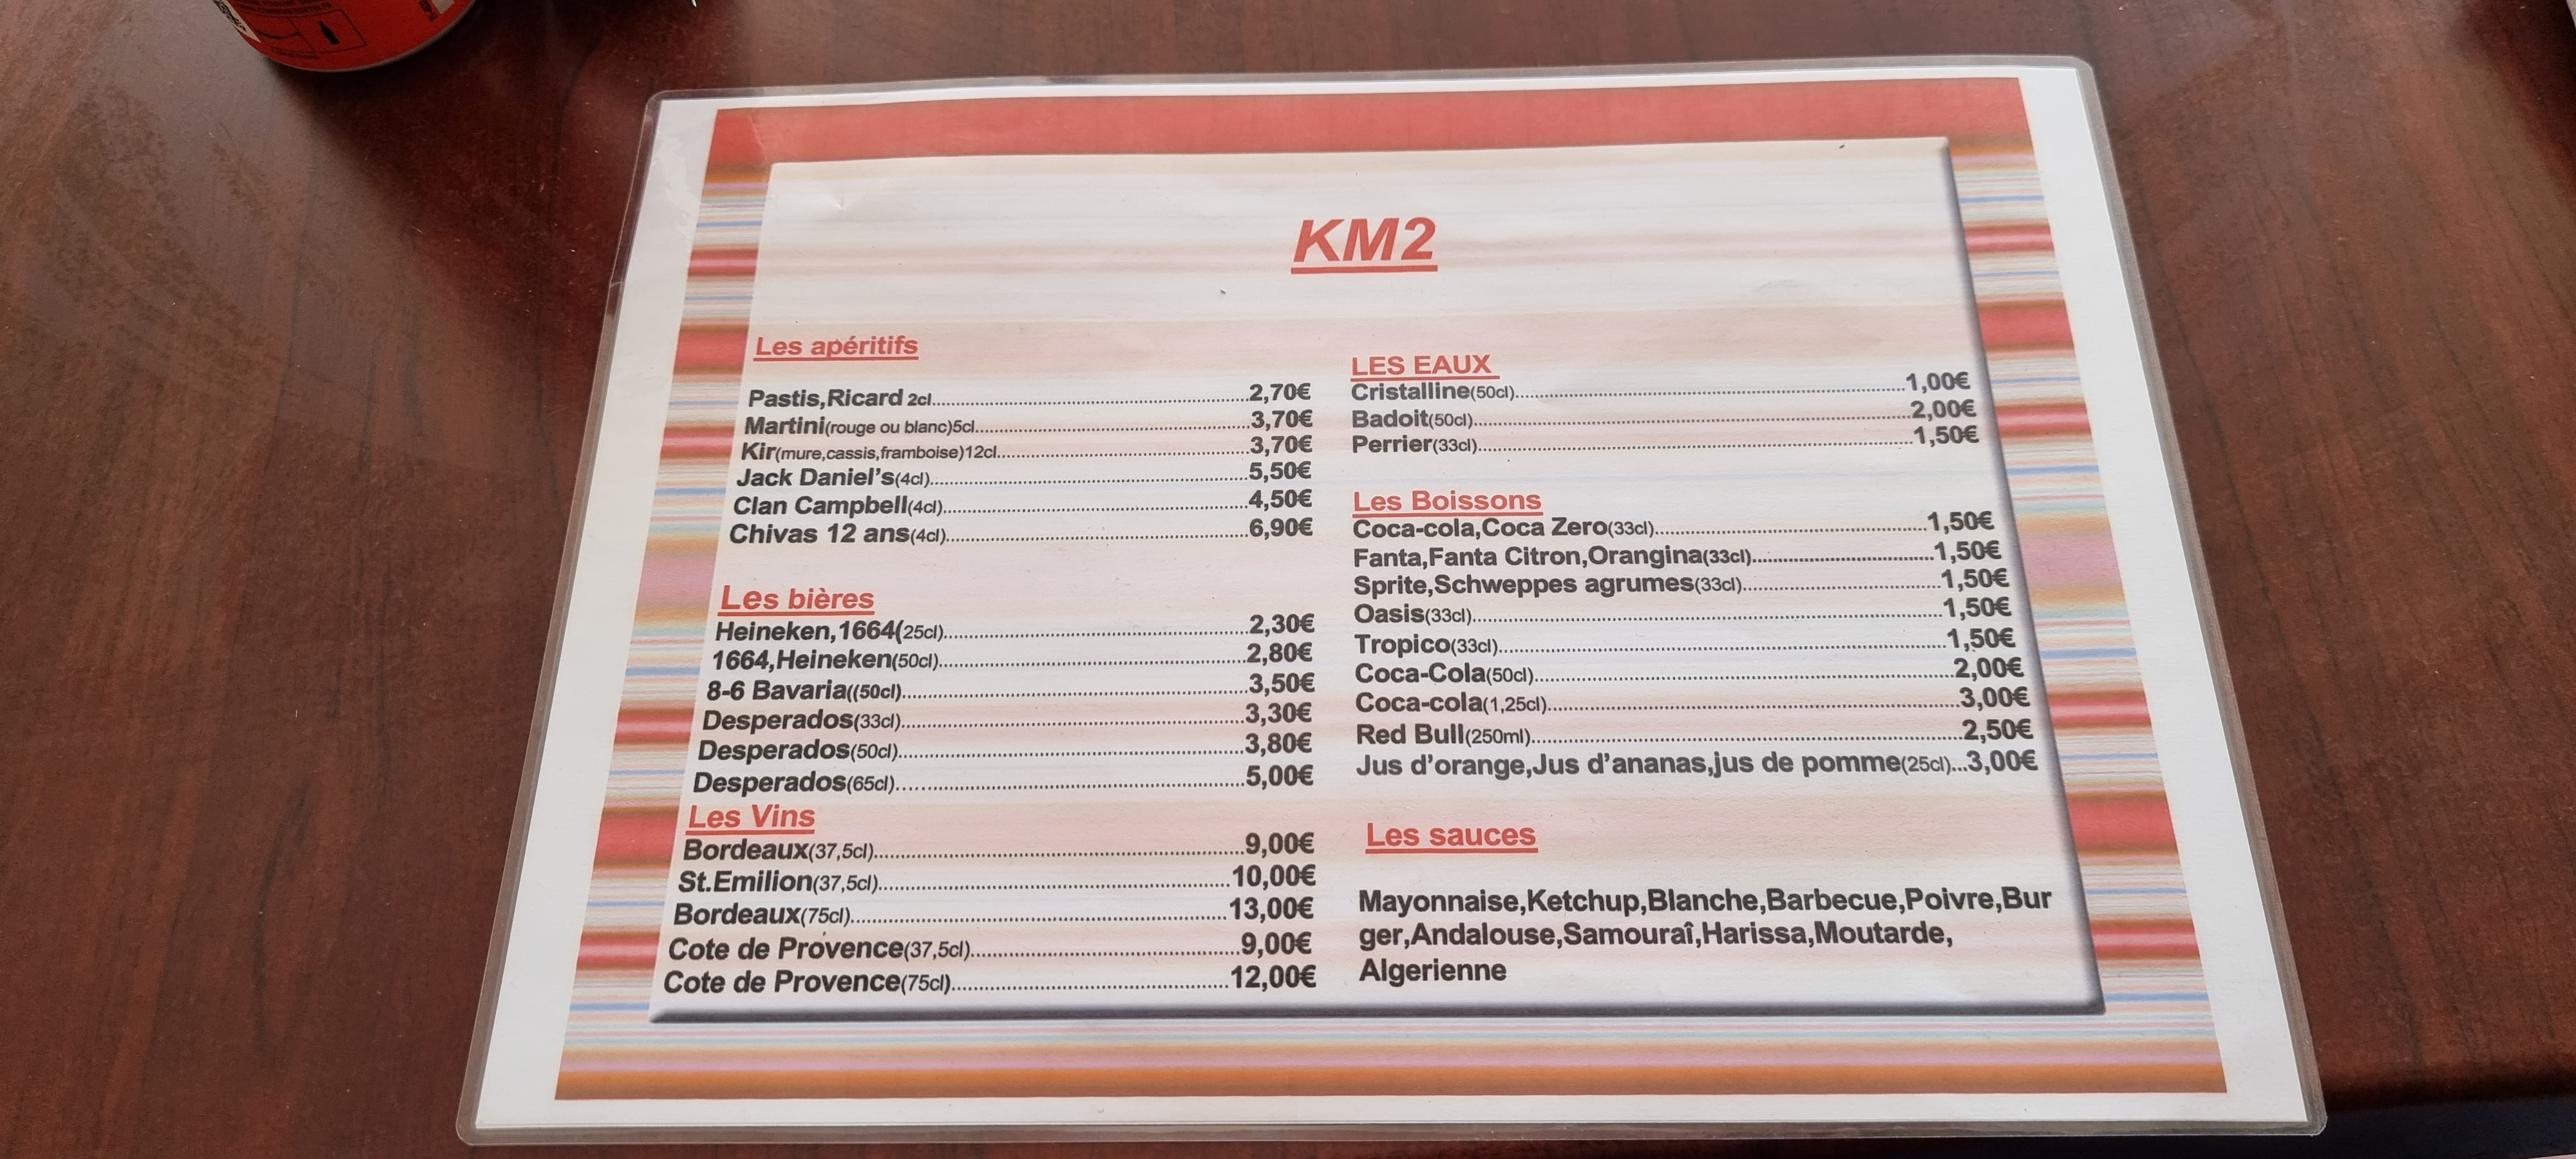 KM2
Les apéritifs
Pastis,Ricard 2cl....................2,70€
Martini(rouge ou blanc)5cl....................3,70€
Kir(mure,cassis,framboise)12cl....................3,70€
Jack Daniel's(4cl)....................5,50€
Clan Campbell(4cl)....................4,50€
Chivas 12 ans(4cl)....................6,90€
Les bières
Heineken,1664(25cl)....................2,30€
1664,Heineken(50cl)....................2,80€
8-6 Bavaria((50cl)....................3,50€
Desperados(33cl)....................3,30€
Desperados(50cl)....................3,80€
Desperados(65cl)....................5,00€
Les Vins
Bordeaux(37,5cl)....................9,00€
St.Emilion(37,5cl)....................10,00€
Bordeaux(75cl)....................13,00€
Cote de Provence(37,5cl)....................9,00€
Cote de Provence(75cl)....................12,00€
LES EAUX
Cristalline(50cl)....................1,00€
Badoit(50cl)....................2,00€
Perrier(33cl)....................1,50€
Les Boissons
Coca-cola,Coca Zero(33cl)....................1,50€
Fanta,Fanta Citron,Orangina(33cl)....................1,50€
Sprite,Schweppes agrumes(33cl)....................1,50€
Oasis(33cl)....................1,50€
Tropico(33cl)....................1,50€
Coca-Cola(50cl)....................2,00€
Coca-cola(1,25cl)....................3,00€
Red Bull(250ml)....................2,50€
Jus d'orange,Jus d'ananas,jus de pomme(25cl)...3,00€
Les sauces
Mayonnaise,Ketchup,Blanche,Barbecue,Poivre,Bur
ger,Andalouse,Samouraî,Harissa,Moutarde,
Algerienne